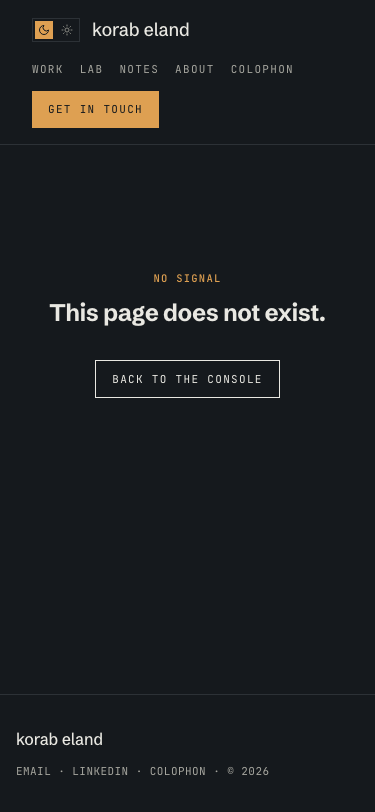 korab eland
WORK LAB NOTES ABOUT COLOPHON
GET IN TOUCH
NO SIGNAL
This page does not exist.
BACK TO THE CONSOLE
korab eland
EMAIL · LINKEDIN · COLOPHON · © 2026